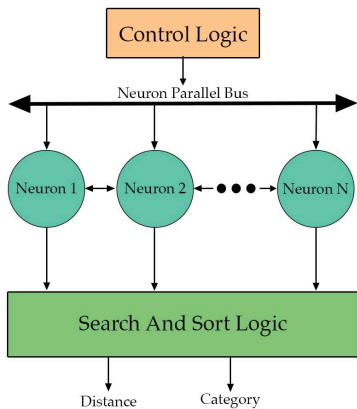 Control Logic
Neuron Parallel Bus
Neuron 1
Neuron 2
Neuron N
Search And Sort Logic
Distance
Category